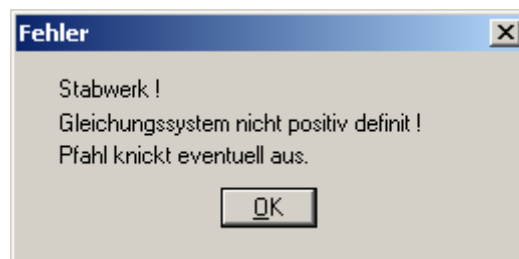 Fehler
Stabwerk !
Gleichungssystem nicht positiv definit !
Pfahl knickt eventuell aus.
OK